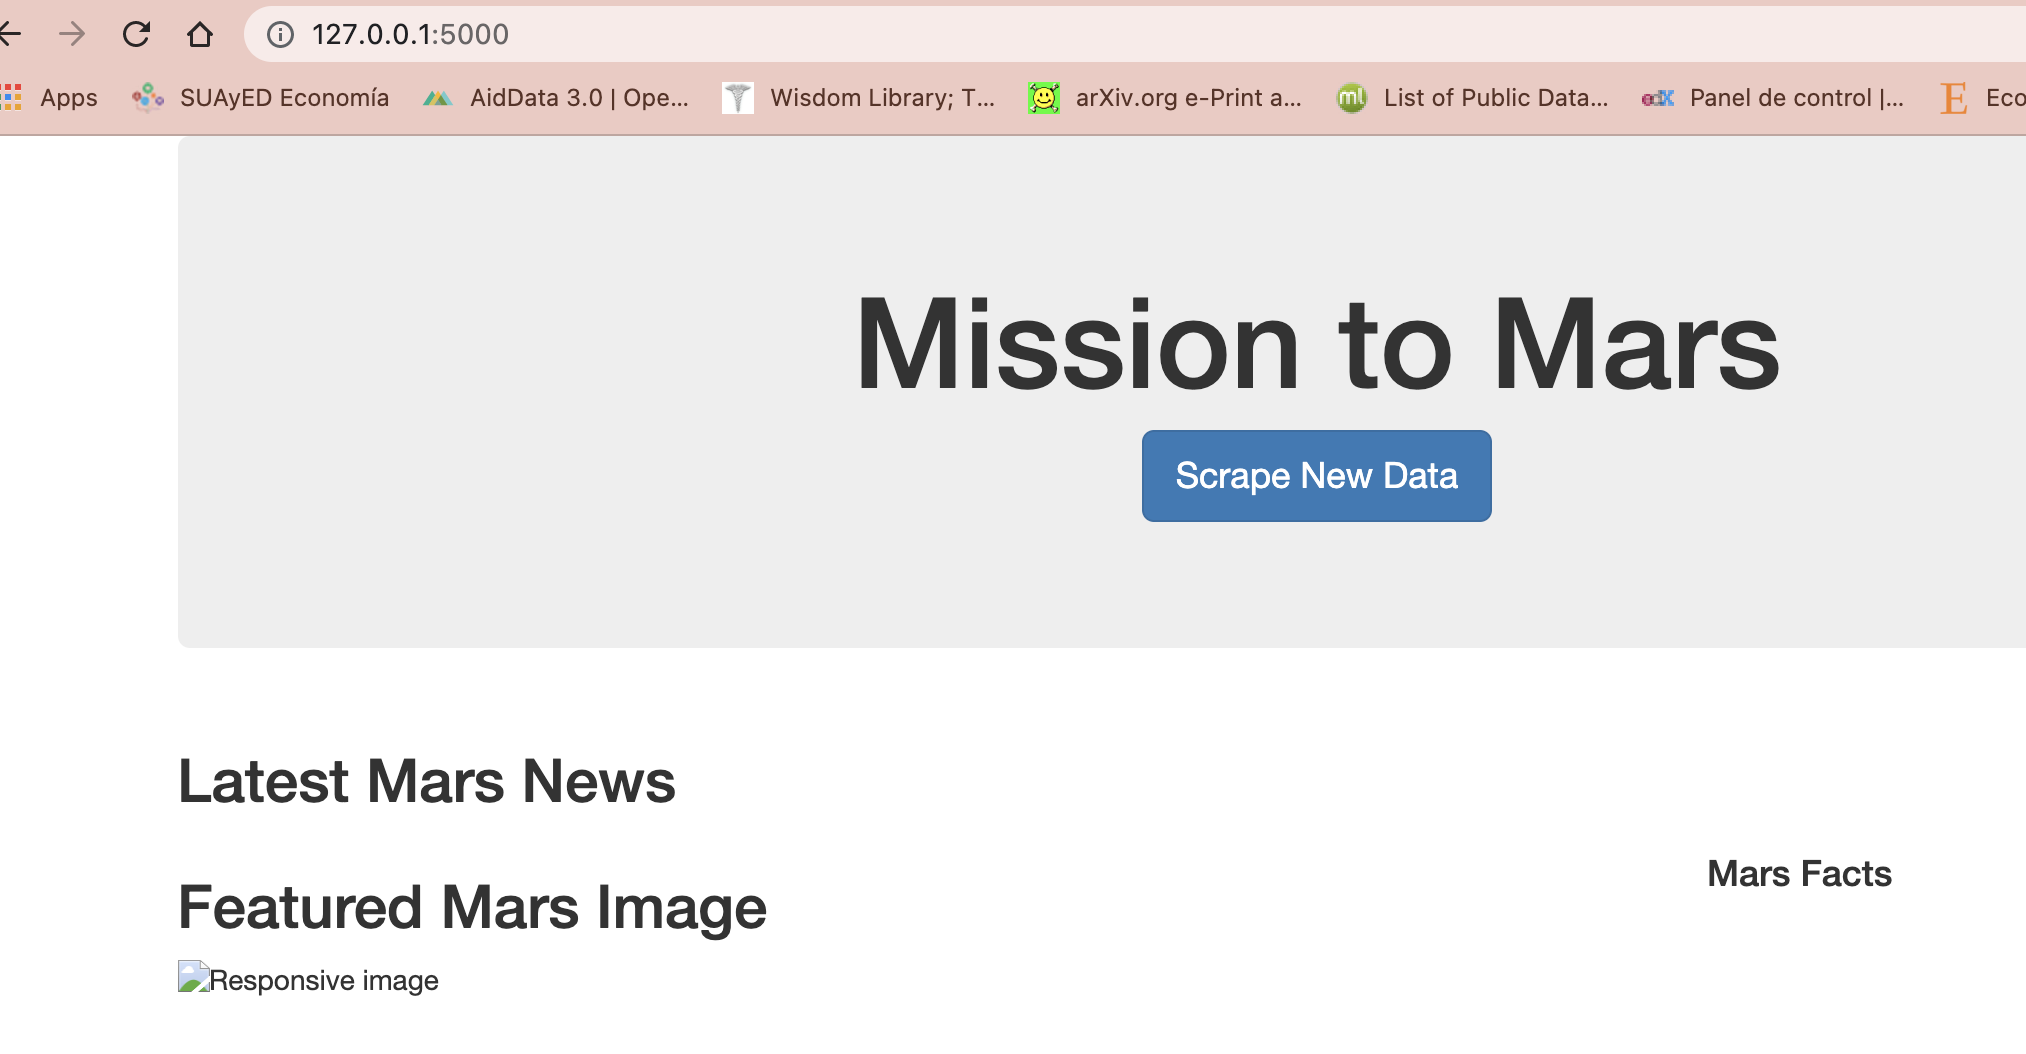 127.0.0.1:5000
Apps SUAyED Economía AidData 3.0 | Ope... Wisdom Library; T... arXiv.org e-Print a... ml List of Public Data... edX Panel de control |... E Eco
Mission to Mars
Scrape New Data
Latest Mars News
Mars Facts
Featured Mars Image
Responsive image